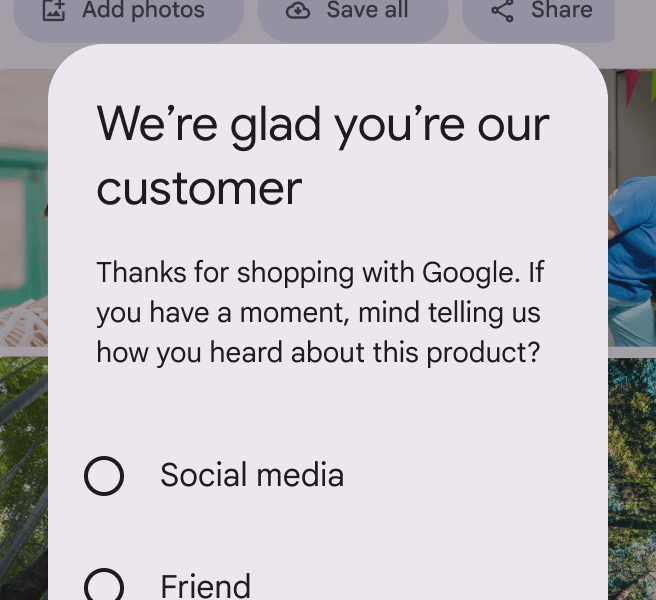 Add photos
Save all
Share
We’re glad you’re our
customer
Thanks for shopping with Google. If
you have a moment, mind telling us
how you heard about this product?
Social media
Friend